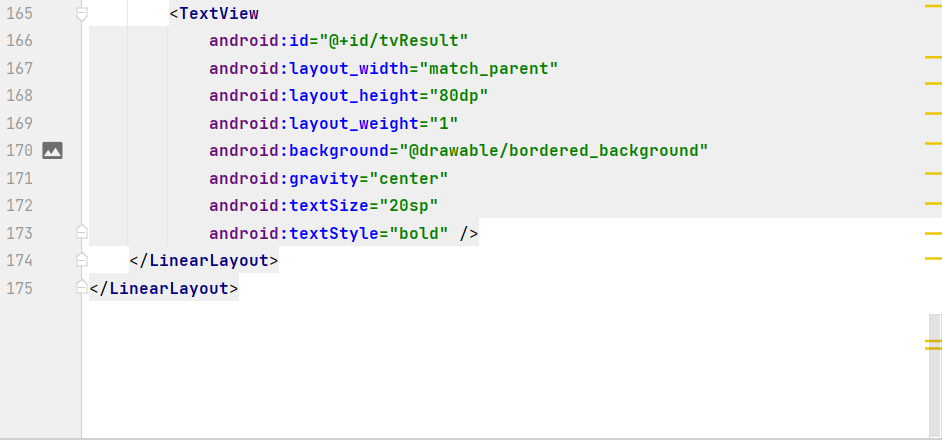 165 <TextView
166 android:id="@+id/tvResult"
167 android:layout_width="match_parent"
168 android:layout_height="80dp"
169 android:layout_weight="1"
170 android:background="@drawable/bordered_background"
171 android:gravity="center"
172 android:textSize="20sp"
173 android:textStyle="bold" />
174 </LinearLayout>
175 </LinearLayout>